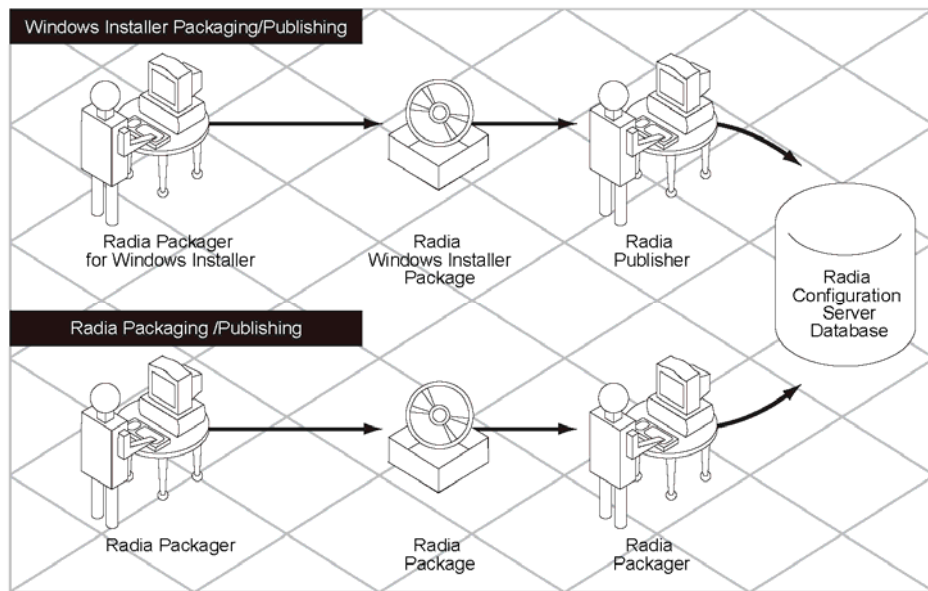 Windows Installer Packaging/Publishing
Radia Packager
for Windows Installer
Radia
Windows Installer
Package
Radia
Publisher
Radia
Configuration
Server
Database
Radia Packaging /Publishing
Radia Packager
Radia
Package
Radia
Packager